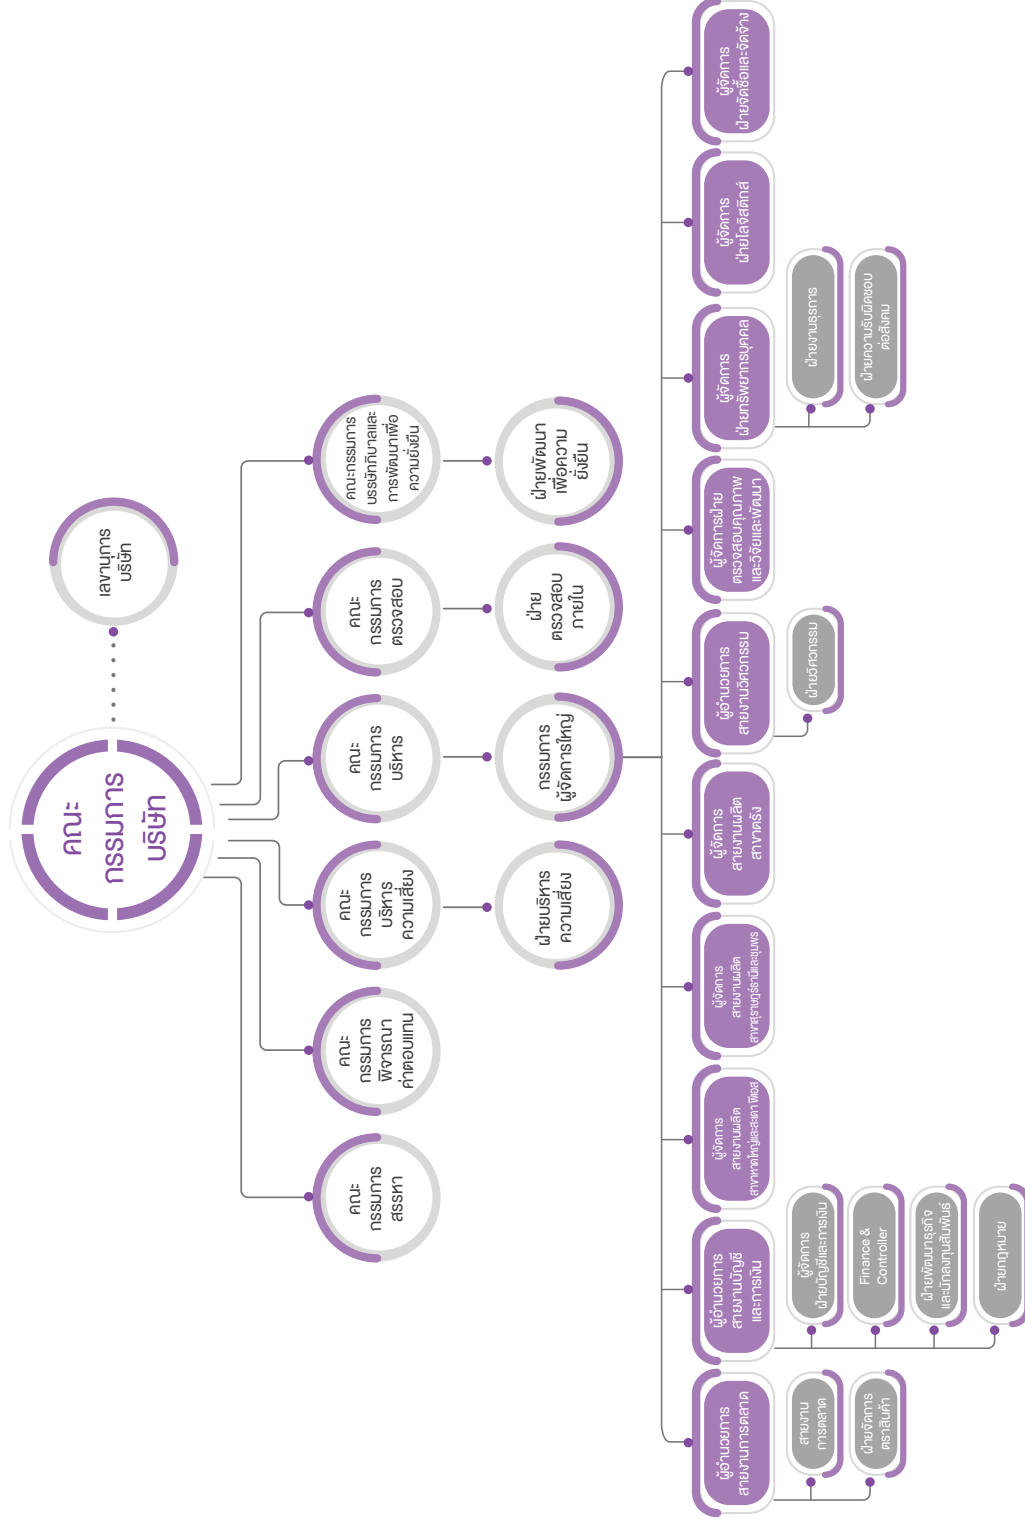 คณะ
กรรมการ
บริษัท
เลขานุการ
บริษัท
คณะ
กรรมการ
สรรหา
คณะ
กรรมการ
พิจารณา
ค่าตอบแทน
คณะ
กรรมการ
บริหาร
ความเสี่ยง
คณะ
กรรมการ
บริหาร
คณะ
กรรมการ
ตรวจสอบ
คณะกรรมการ
บรรษัทภิบาลและ
การพัฒนาเพื่อ
ความยั่งยืน
ฝ่ายบริหาร
ความเสี่ยง
กรรมการ
ผู้จัดการใหญ่
ฝ่าย
ตรวจสอบ
ภายใน
ฝ่ายพัฒนา
เพื่อความ
ยั่งยืน
ผู้อำนวยการ
สายงานการตลาด
ผู้อำนวยการ
สายงานบัญชี
และการเงิน
ผู้จัดการ
สายงานผลิต
สาขาหาดใหญ่และสะเดา พีเอส
ผู้จัดการ
สายงานผลิต
สาขาสุราษฎร์ธานีและชุมพร
ผู้จัดการ
สายงานผลิต
สาขาตรัง
ผู้อำนวยการ
สายงานวิศวกรรม
ผู้จัดการฝ่าย
ตรวจสอบคุณภาพ
และวิจัยและพัฒนา
ผู้จัดการ
ฝ่ายทรัพยากรบุคคล
ผู้จัดการ
ฝ่ายโลจิสติกส์
ผู้จัดการ
ฝ่ายจัดซื้อและจัดจ้าง
สายงาน
การตลาด
ฝ่ายจัดการ
ตราสินค้า
ผู้จัดการ
ฝ่ายบัญชีและการเงิน
Finance &
Controller
ฝ่ายพัฒนาธุรกิจ
และนักลงทุนสัมพันธ์
ฝ่ายกฎหมาย
ฝ่ายวิศวกรรม
ฝ่ายงานธุรการ
ฝ่ายความรับผิดชอบ
ต่อสังคม